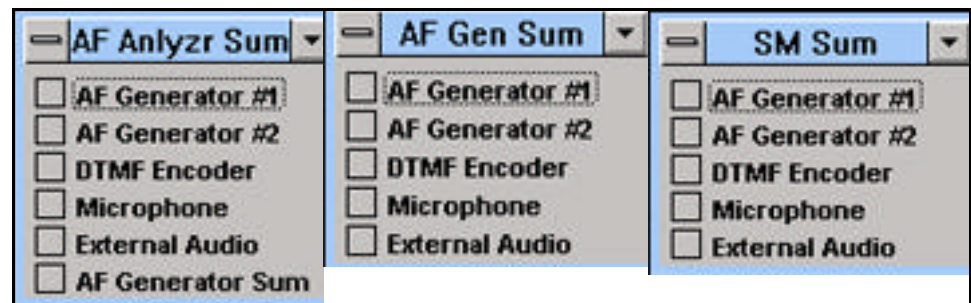 AF Anlyzr Sum
AF Generator #1
AF Generator #2
DTMF Encoder
Microphone
External Audio
AF Generator Sum
AF Gen Sum
AF Generator #1
AF Generator #2
DTMF Encoder
Microphone
External Audio
SM Sum
AF Generator #1
AF Generator #2
DTMF Encoder
Microphone
External Audio